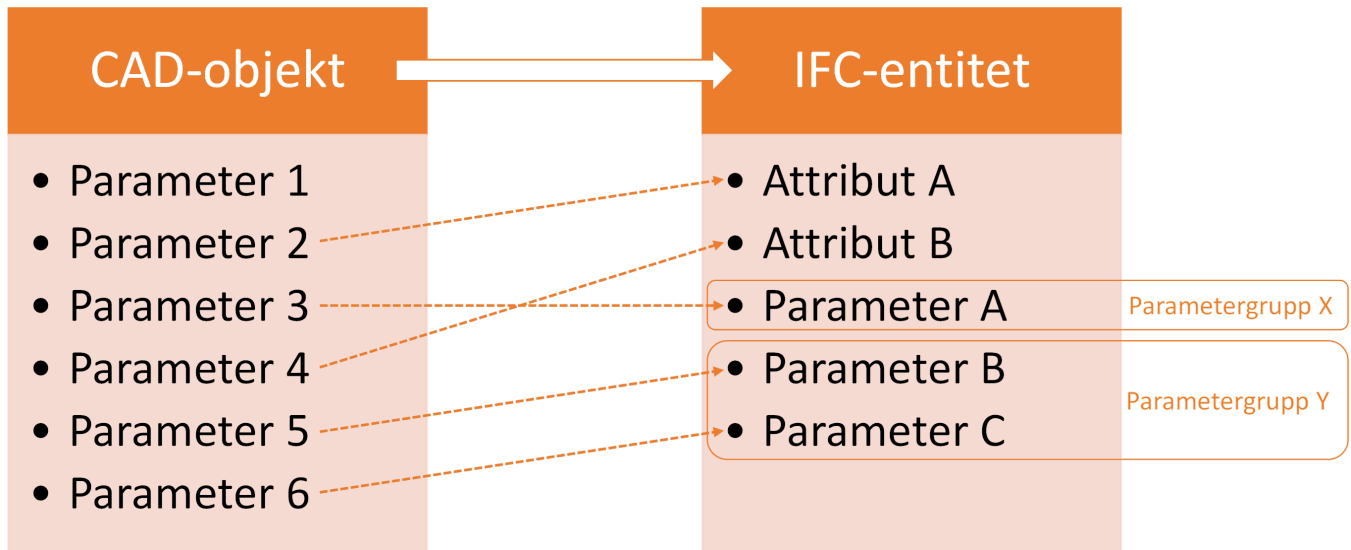 CAD-objekt
• Parameter 1
• Parameter 2
• Parameter 3
• Parameter 4
• Parameter 5
• Parameter 6
IFC-entitet
• Attribut A
• Attribut B
• Parameter A
Parametergrupp X
• Parameter B
• Parameter C
Parametergrupp Y